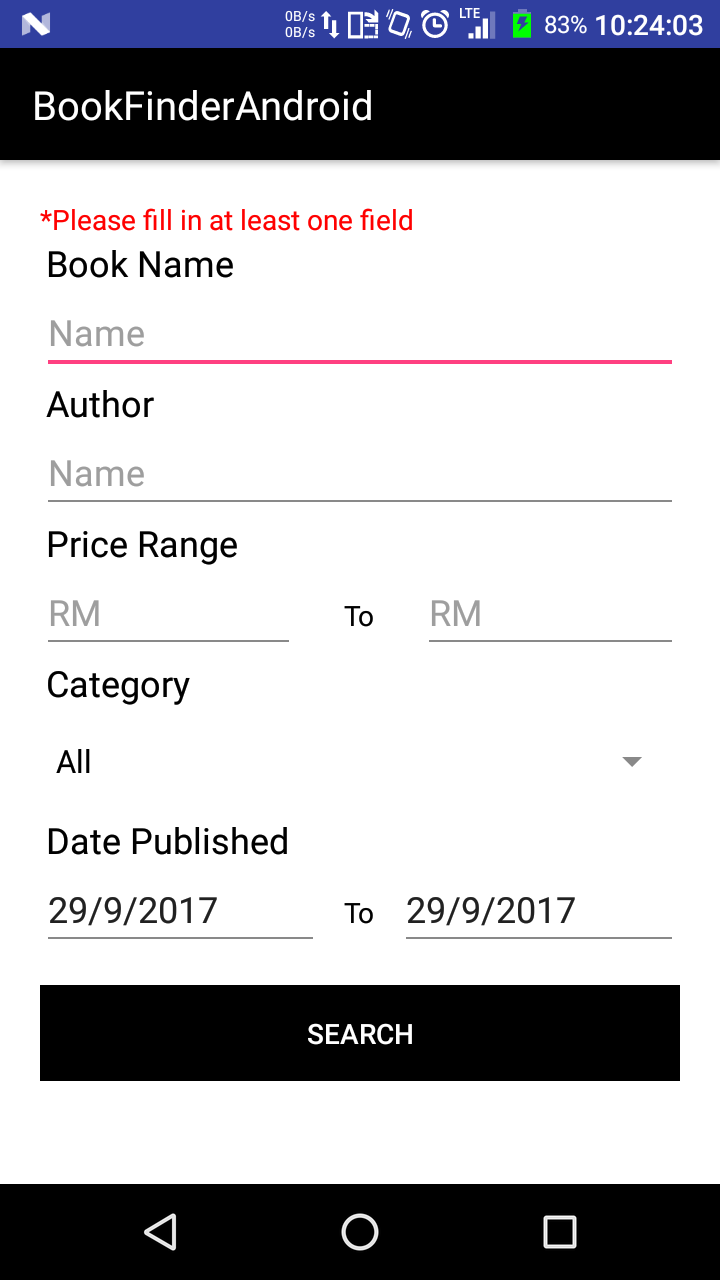 0B/s
0B/s
LTE
83% 10:24:03
BookFinderAndroid
*Please fill in at least one field
Book Name
Name
Author
Name
Price Range
RM To RM
Category
All
Date Published
29/9/2017 To 29/9/2017
SEARCH